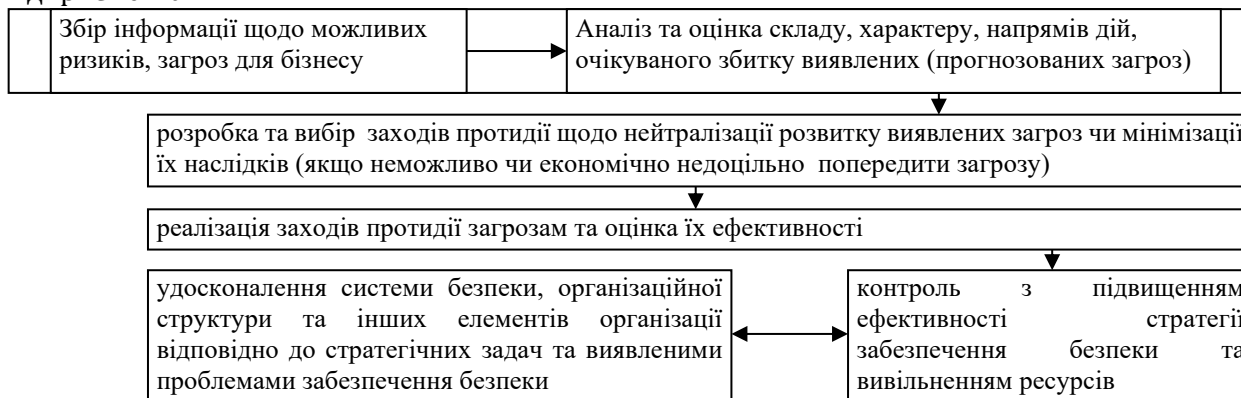 Збір інформації щодо можливих
ризиків, загроз для бізнесу
Аналіз та оцінка складу, характеру, напрямів дій,
очікуваного збитку виявлених (прогнозованих загроз)
розробка та вибір заходів протидії щодо нейтралізації розвитку виявлених загроз чи мінімізації
їх наслідків (якщо неможливо чи економічно недоцільно попередити загрозу)
реалізація заходів протидії загрозам та оцінка їх ефективності
удосконалення системи безпеки, організаційної
структури та інших елементів організації
відповідно до стратегічних задач та виявленими
проблемами забезпечення безпеки
контроль з підвищенням
ефективності стратегії
забезпечення безпеки та
вивільненням ресурсів